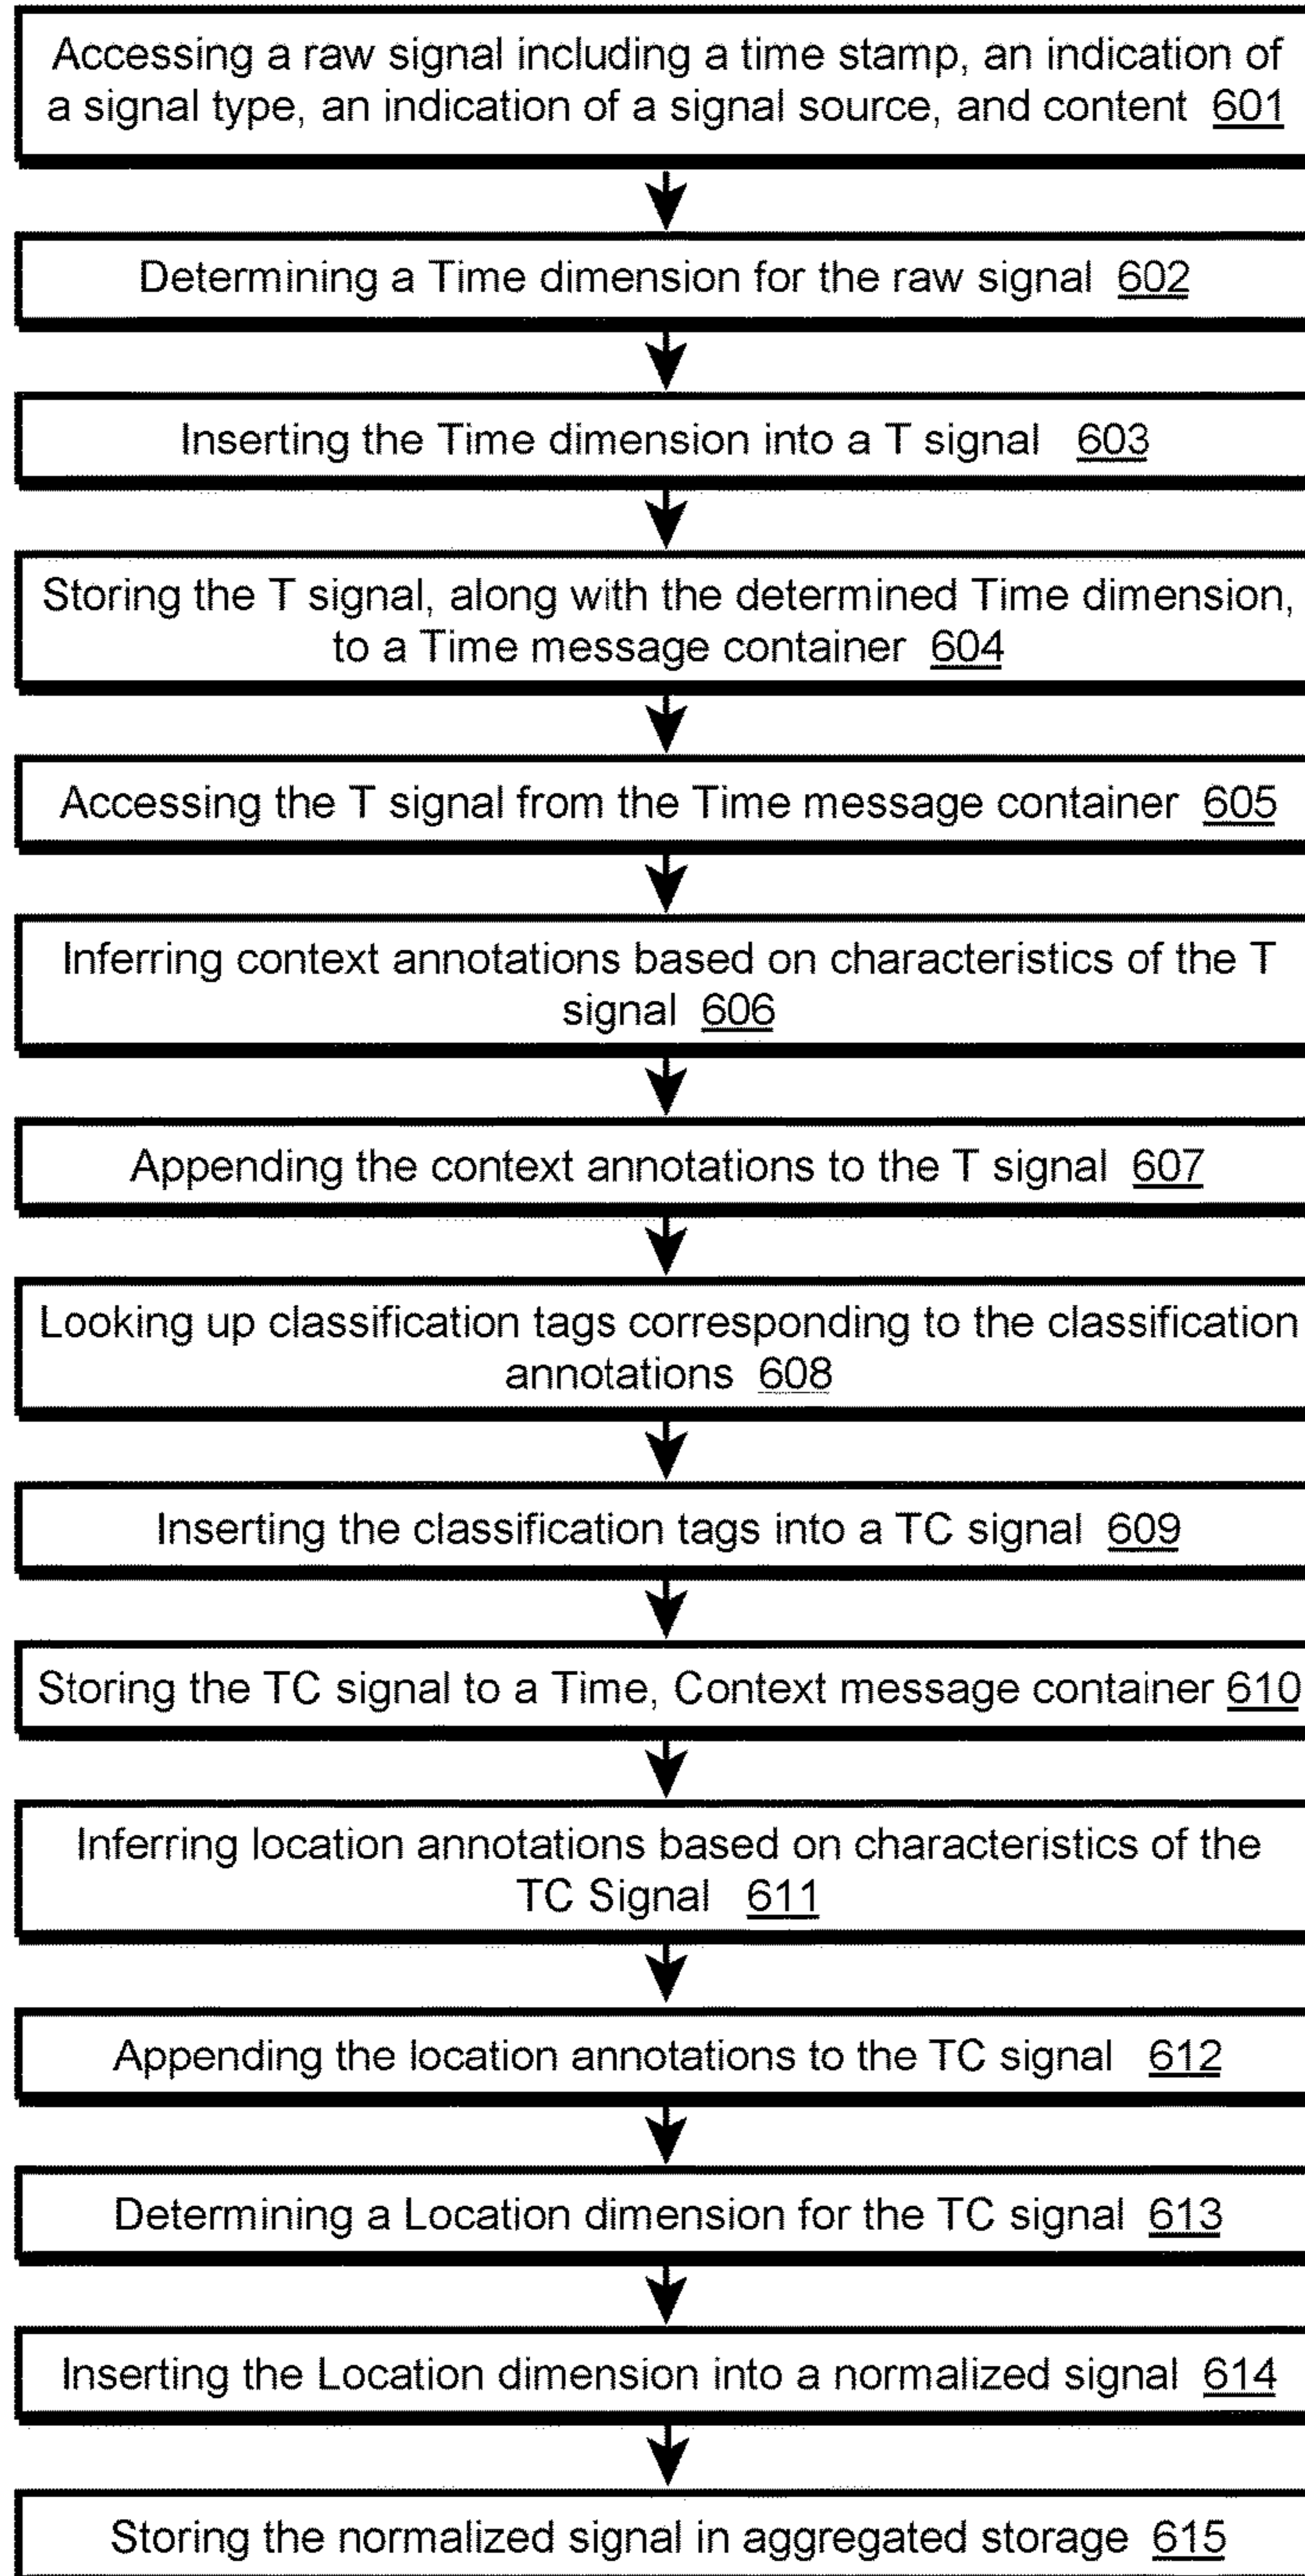 Accessing a raw signal including a time stamp, an indication of
a signal type, an indication of a signal source, and content 601
Determining a Time dimension for the raw signal 602
Inserting the Time dimension into a T signal 603
Storing the T signal, along with the determined Time dimension,
to a Time message container 604
Accessing the T signal from the Time message container 605
Inferring context annotations based on characteristics of the T
signal 606
Appending the context annotations to the T signal 607
Looking up classification tags corresponding to the classification
annotations 608
Inserting the classification tags into a TC signal 609
Storing the TC signal to a Time, Context message container 610
Inferring location annotations based on characteristics of the
TC Signal 611
Appending the location annotations to the TC signal 612
Determining a Location dimension for the TC signal 613
Inserting the Location dimension into a normalized signal 614
Storing the normalized signal in aggregated storage 615